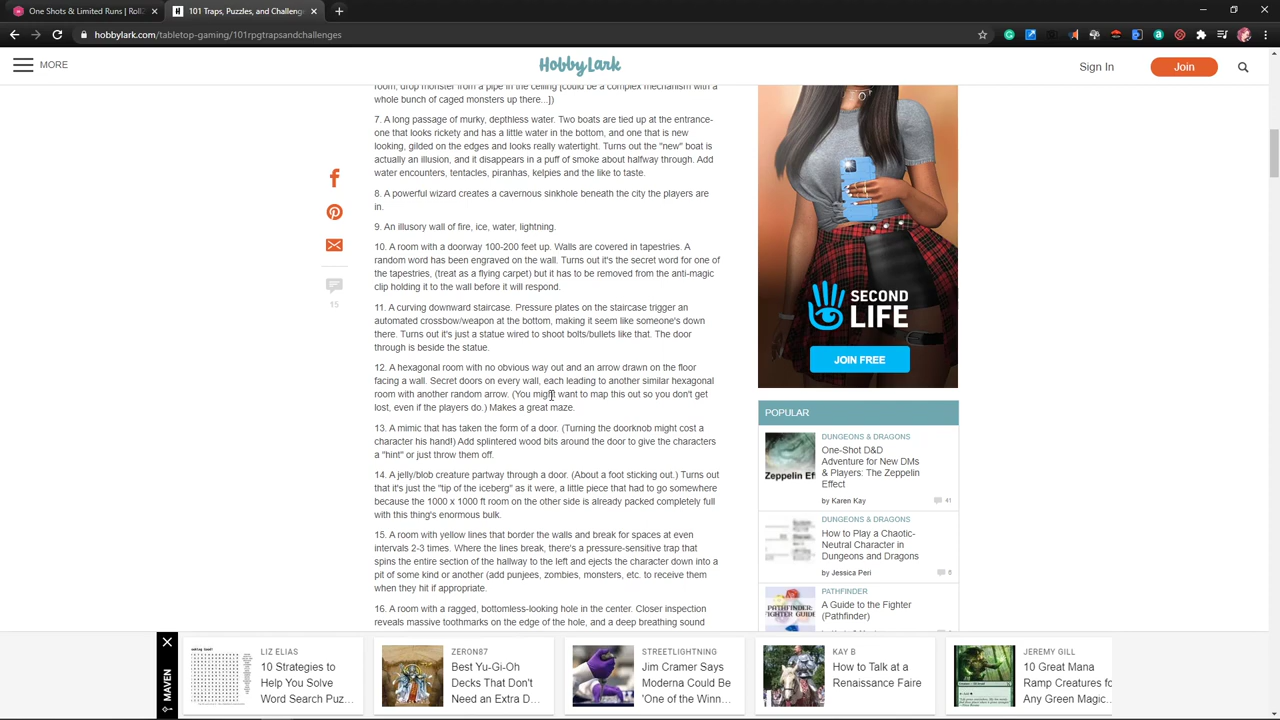 One Shots & Limited Runs | Roll2
101 Traps, Puzzles, and Challenges
hobbylark.com/tabletop-gaming/101rpgtrapsandchallenges
MORE
HobbyLark
Sign In
Join
room, drop monster from a pipe in the ceiling [could be a complex mechanism with a
whole bunch of caged monsters up there...])
7. A long passage of murky, depthless water. Two boats are tied up at the entrance-
one that looks rickety and has a little water in the bottom, and one that is new
looking, gilded on the edges and looks really watertight. Turns out the "new" boat is
actually an illusion, and it disappears in a puff of smoke about halfway through. Add
water encounters, tentacles, piranhas, kelpies and the like to taste.
8. A powerful wizard creates a cavernous sinkhole beneath the city the players are
in.
9. An illusory wall of fire, ice, water, lightning.
10. A room with a doorway 100-200 feet up. Walls are covered in tapestries. A
random word has been engraved on the wall. Turns out it's the secret word for one of
the tapestries, (treat as a flying carpet) but it has to be removed from the anti-magic
clip holding it to the wall before it will respond.
11. A curving downward staircase. Pressure plates on the staircase trigger an
automated crossbow/weapon at the bottom, making it seem like someone's down
there. Turns out it's just a statue wired to shoot bolts/bullets like that. The door
through is beside the statue.
12. A hexagonal room with no obvious way out and an arrow drawn on the floor
facing a wall. Secret doors on every wall, each leading to another similar hexagonal
room with another random arrow. (You might want to map this out so you don't get
lost, even if the players do.) Makes a great maze.
13. A mimic that has taken the form of a door. (Turning the doorknob might cost a
character his hand!) Add splintered wood bits around the door to give the characters
a "hint" or just throw them off.
14. A jelly/blob creature partway through a door. (About a foot sticking out.) Turns out
that it's just the "tip of the iceberg" as it were, a little piece that had to go somewhere
because the 1000 x 1000 ft room on the other side is already packed completely full
with this thing's enormous bulk.
15. A room with yellow lines that border the walls and break for spaces at even
intervals 2-3 times. Where the lines break, there's a pressure-sensitive trap that
spins the entire section of the hallway to the left and ejects the character down into a
pit of some kind or another (add punjees, zombies, monsters, etc. to receive them
when they hit if appropriate.
16. A room with a ragged, bottomless-looking hole in the center. Closer inspection
reveals massive toothmarks on the edge of the hole, and a deep breathing sound
15
SECOND
LIFE
JOIN FREE
POPULAR
DUNGEONS & DRAGONS
One-Shot D&D
Adventure for New DMs
& Players: The Zeppelin
Effect
by Karen Kay
41
Zeppelin Ef
DUNGEONS & DRAGONS
How to Play a Chaotic-
Neutral Character in
Dungeons and Dragons
by Jessica Peri
6
PATHFINDER
A Guide to the Fighter
(Pathfinder)
PATHFINDER:
FIGHTER GUIDE
MAVEN
LIZ ELIAS
10 Strategies to
Help You Solve
Word Search Puz...
ZERON87
Best Yu-Gi-Oh
Decks That Don't
Need an Extra D...
STREETLIGHTNING
Jim Cramer Says
Moderna Could Be
'One of the Winn...
KAY B
How to Talk at a
Renaissance Faire
JEREMY GILL
10 Great Mana
Ramp Creatures fo
Any Green Magic...